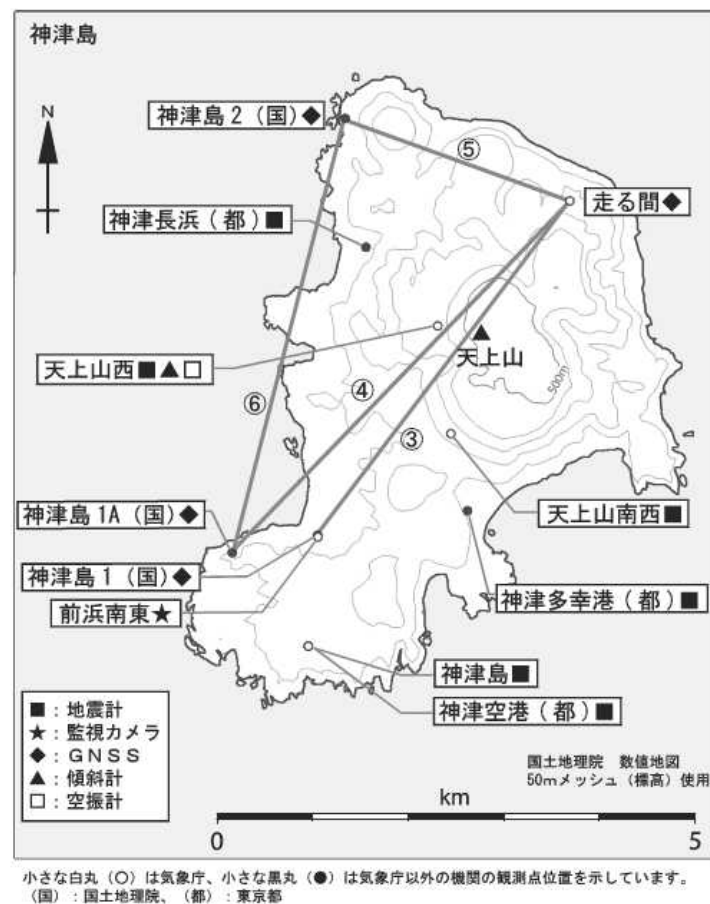 神津島
N
神津島2（国）◆
⑤
走る間◆
神津長浜（都）■
天上山西■▲□
天上山
500m
⑥
④
③
神津島1A（国）◆
天上山南西■
神津島1（国）◆
前浜南東★
神津多幸港（都）■
神津島■
神津空港（都）■
■：地震計
★：監視カメラ
◆：ＧＮＳＳ
▲：傾斜計
□：空振計
国土地理院 数値地図
50mメッシュ（標高）使用
km
0 5
小さな白丸（○）は気象庁、小さな黒丸（●）は気象庁以外の機関の観測点位置を示しています。
（国）：国土地理院、（都）：東京都